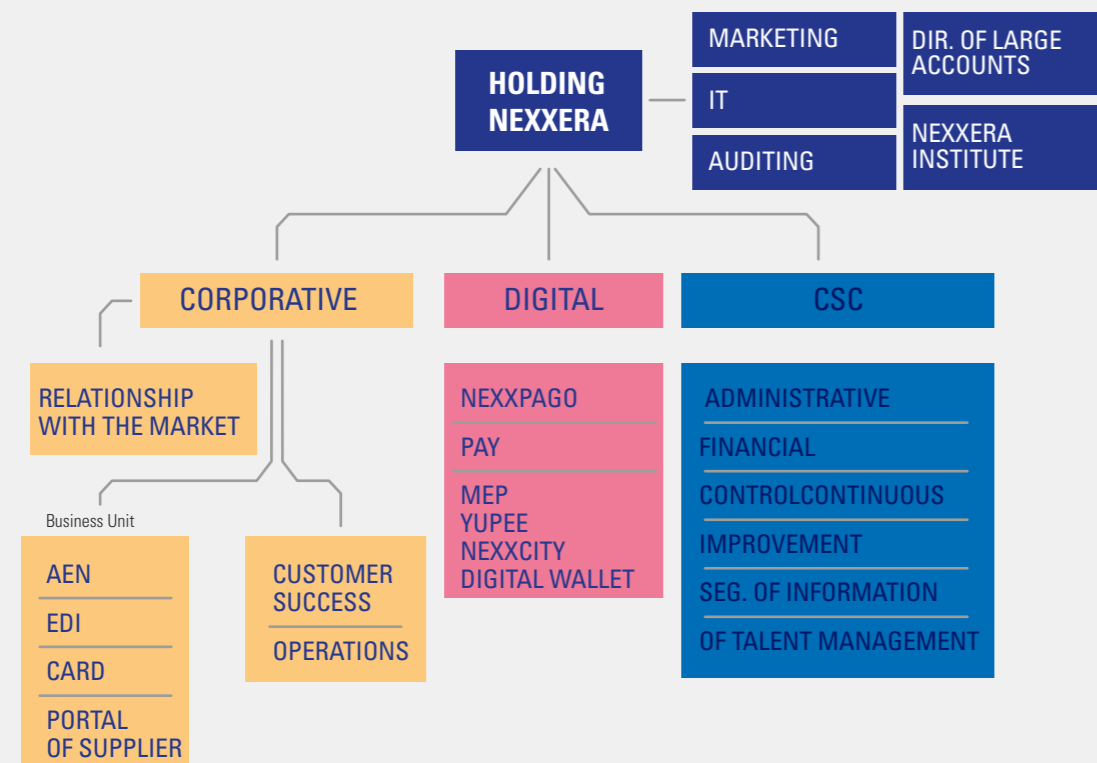 HOLDING
NEXXERA
MARKETING
IT
AUDITING
DIR. OF LARGE
ACCOUNTS
NEXXERA
INSTITUTE
CORPORATIVE
DIGITAL
CSC
RELATIONSHIP
WITH THE MARKET
Business Unit
AEN
EDI
CARD
PORTAL
OF SUPPLIER
CUSTOMER
SUCCESS
OPERATIONS
NEXXPAGO
PAY
MEP
YUPEE
NEXXCITY
DIGITAL WALLET
ADMINISTRATIVE
FINANCIAL
CONTROLCONTINUOUS
IMPROVEMENT
SEG. OF INFORMATION
OF TALENT MANAGEMENT